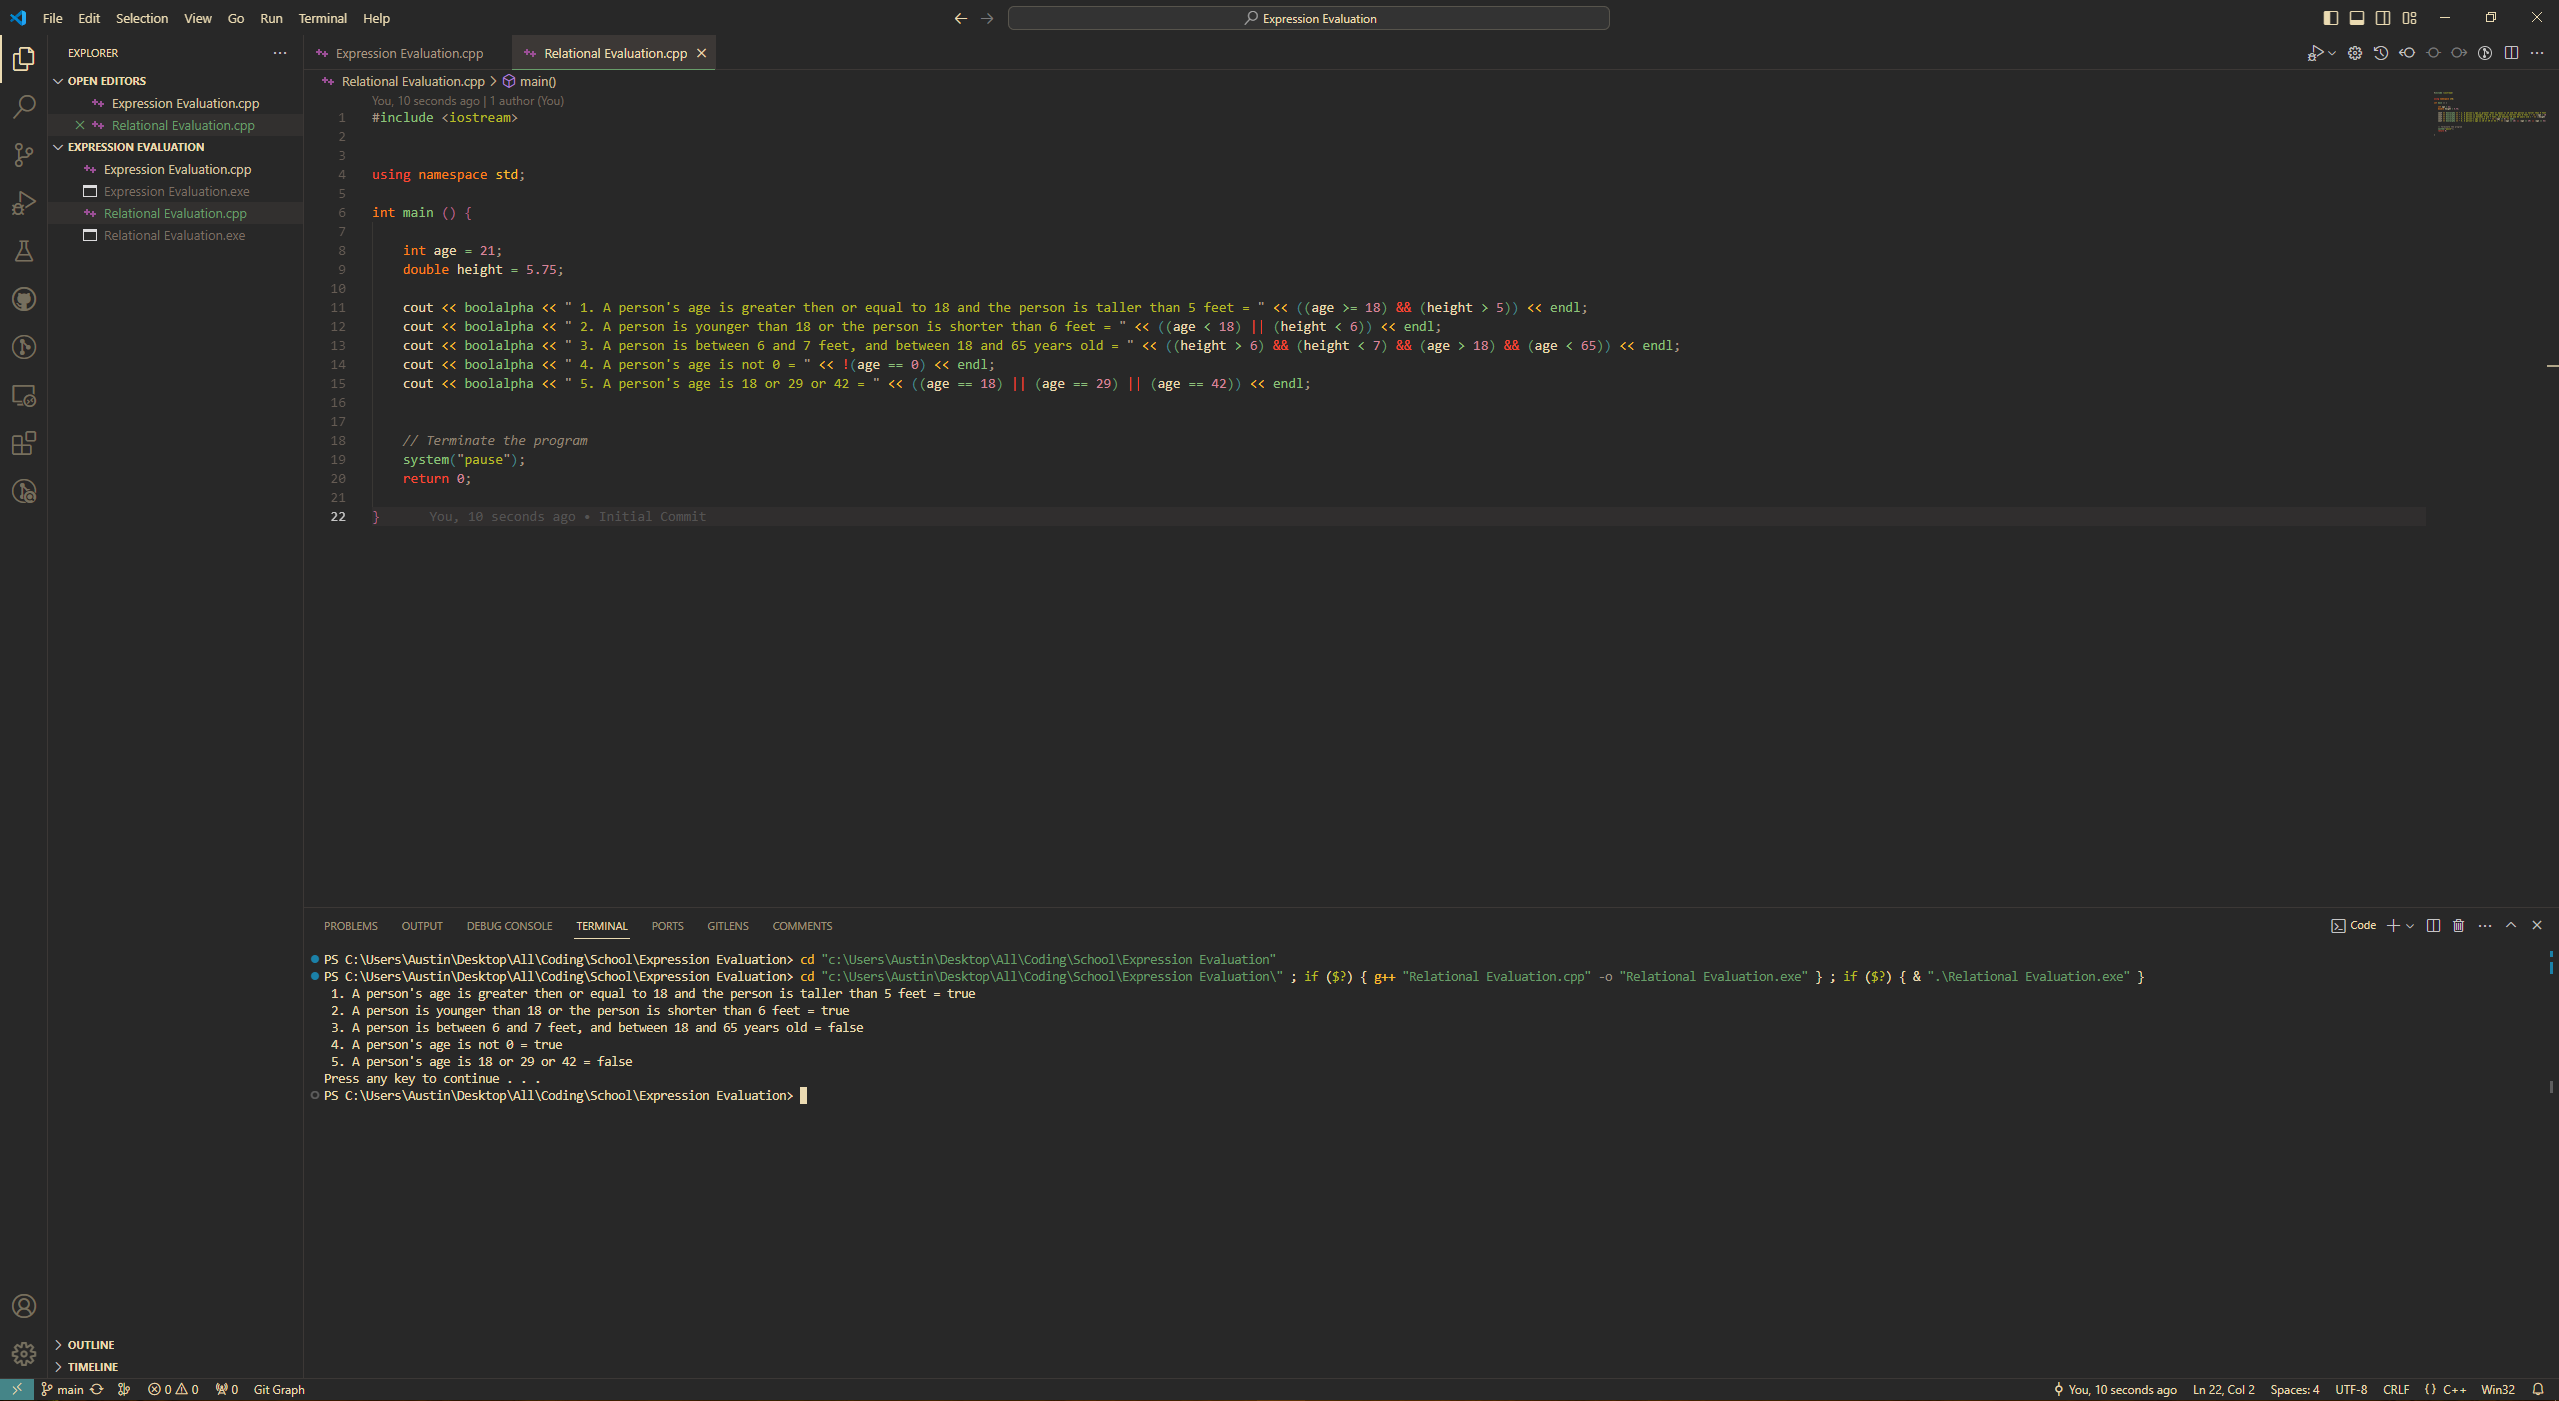 File Edit Selection View Go Run Terminal Help
Expression Evaluation
EXPLORER
OPEN EDITORS
Expression Evaluation.cpp
Relational Evaluation.cpp
EXPRESSION EVALUATION
Expression Evaluation.cpp
Expression Evaluation.exe
Relational Evaluation.cpp
Relational Evaluation.exe
OUTLINE
TIMELINE
Expression Evaluation.cpp Relational Evaluation.cpp
Relational Evaluation.cpp > main()
You, 10 seconds ago | 1 author (You)
1 #include <iostream>
2
3
4 using namespace std;
5
6 int main () {
7
8 int age = 21;
9 double height = 5.75;
10
11 cout << boolalpha << " 1. A person's age is greater then or equal to 18 and the person is taller than 5 feet = " << ((age >= 18) && (height > 5)) << endl;
12 cout << boolalpha << " 2. A person is younger than 18 or the person is shorter than 6 feet = " << ((age < 18) || (height < 6)) << endl;
13 cout << boolalpha << " 3. A person is between 6 and 7 feet, and between 18 and 65 years old = " << ((height > 6) && (height < 7) && (age > 18) && (age < 65)) << endl;
14 cout << boolalpha << " 4. A person's age is not 0 = " << !(age == 0) << endl;
15 cout << boolalpha << " 5. A person's age is 18 or 29 or 42 = " << ((age == 18) || (age == 29) || (age == 42)) << endl;
16
17
18 // Terminate the program
19 system("pause");
20 return 0;
21
22 } You, 10 seconds ago • Initial Commit
PROBLEMS OUTPUT DEBUG CONSOLE TERMINAL PORTS GITLENS COMMENTS
Code
PS C:\Users\Austin\Desktop\All\Coding\School\Expression Evaluation> cd "c:\Users\Austin\Desktop\All\Coding\School\Expression Evaluation"
PS C:\Users\Austin\Desktop\All\Coding\School\Expression Evaluation> cd "c:\Users\Austin\Desktop\All\Coding\School\Expression Evaluation\" ; if ($?) { g++ "Relational Evaluation.cpp" -o "Relational Evaluation.exe" } ; if ($?) { & ".\Relational Evaluation.exe" }
1. A person's age is greater then or equal to 18 and the person is taller than 5 feet = true
2. A person is younger than 18 or the person is shorter than 6 feet = true
3. A person is between 6 and 7 feet, and between 18 and 65 years old = false
4. A person's age is not 0 = true
5. A person's age is 18 or 29 or 42 = false
Press any key to continue . . .
PS C:\Users\Austin\Desktop\All\Coding\School\Expression Evaluation>
main 0 0 0 Git Graph You, 10 seconds ago Ln 22, Col 2 Spaces: 4 UTF-8 CRLF {} C++ Win32